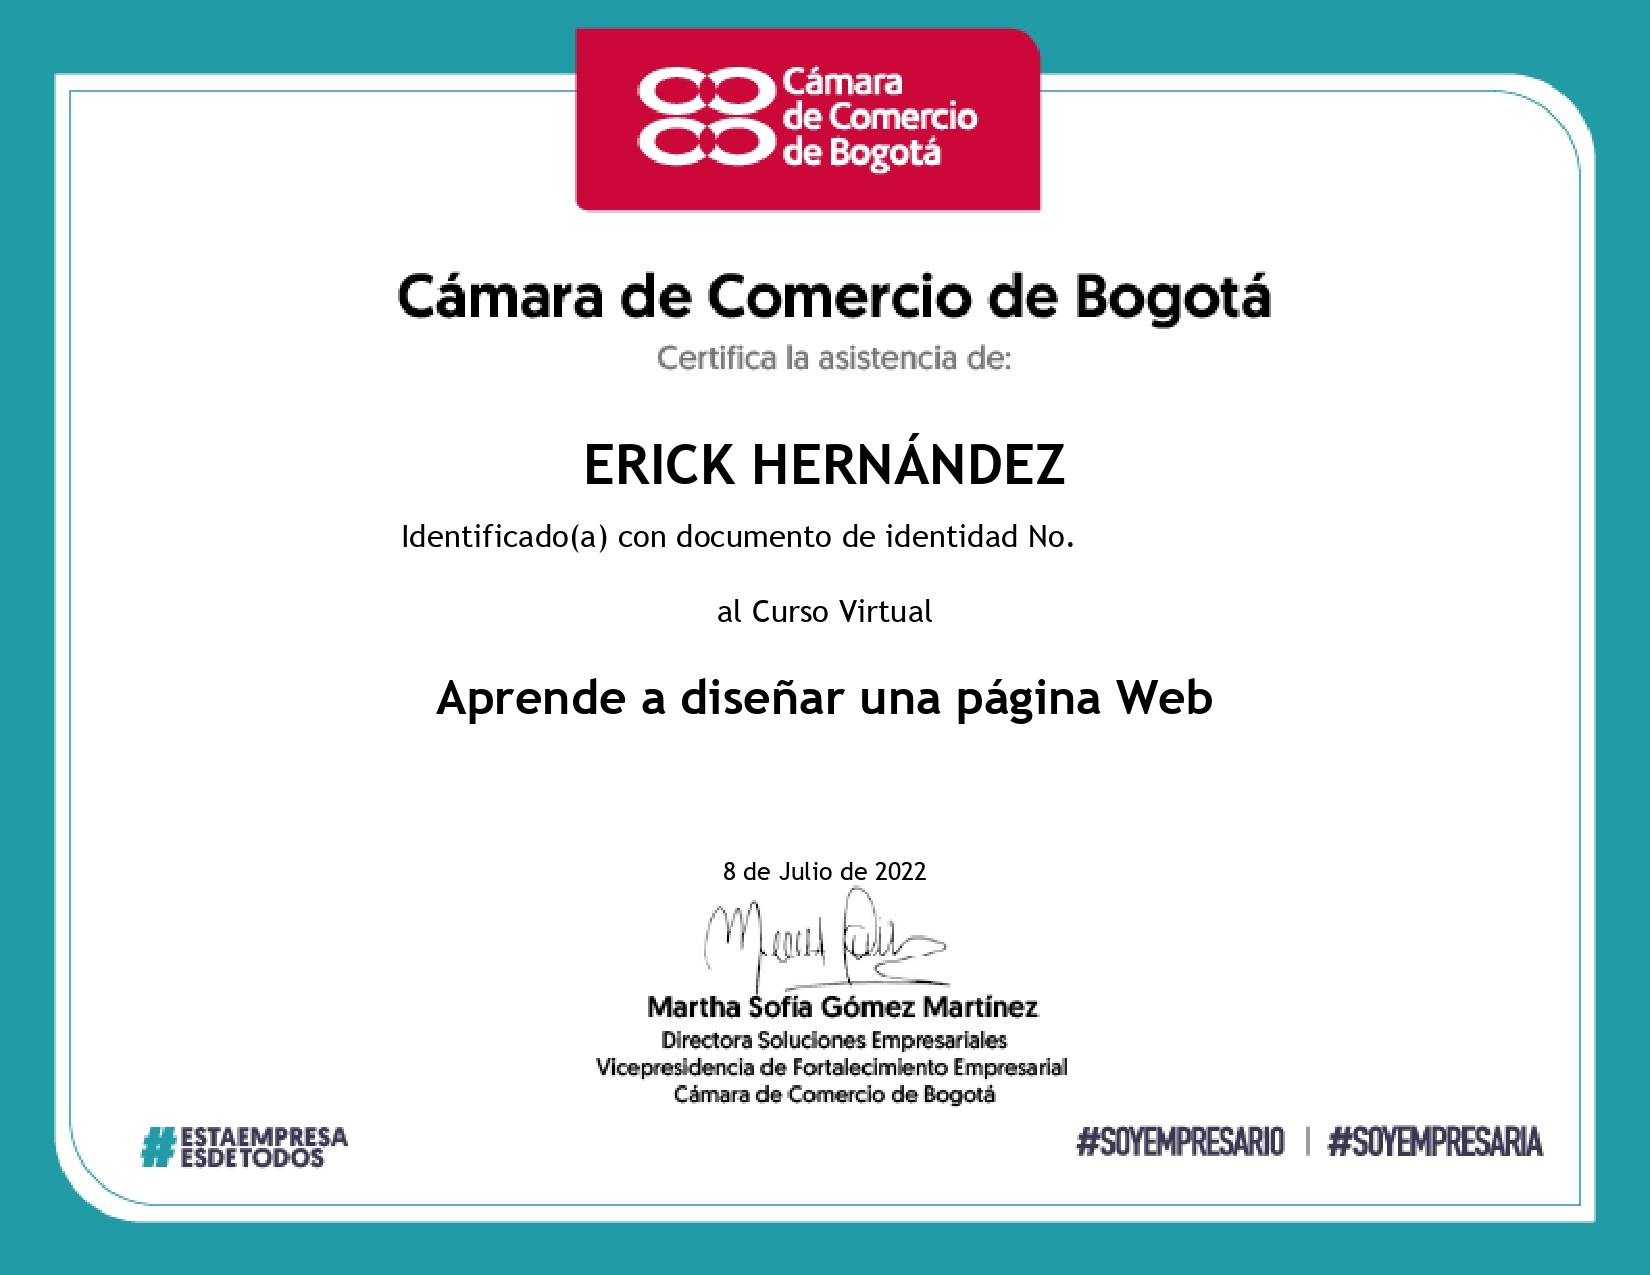 Cámara
de Comercio
de Bogotá
Cámara de Comercio de Bogotá
Certifica la asistencia de:
ERICK HERNÁNDEZ
Identificado(a) con documento de identidad No.
al Curso Virtual
Aprende a diseñar una página Web
8 de Julio de 2022
Martha Sofía Gómez Martínez
Directora Soluciones Empresariales
Vicepresidencia de Fortalecimiento Empresarial
Cámara de Comercio de Bogotá
#ESTAEMPRESA
ESDETODOS
#SOYEMPRESARIO | #SOYEMPRESARIA